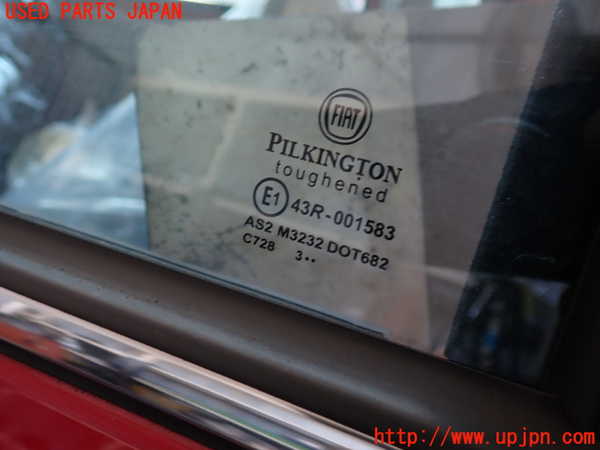 USED PARTS JAPAN
FIAT
PILKINGTON
toughened
E1 43R-001583
AS2 M3232 DOT682
C728 3••
http://www.upjpn.com/